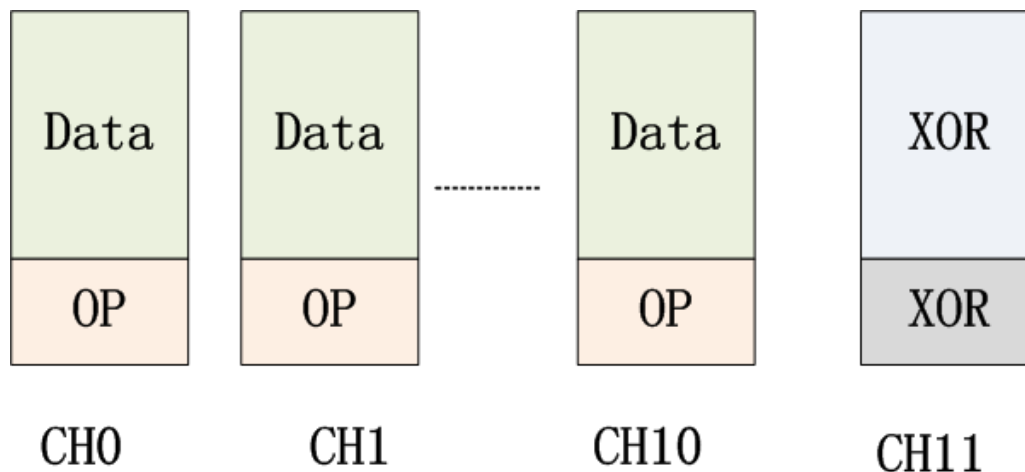 Data Data Data XOR
OP OP OP XOR
CH0 CH1 CH10 CH11